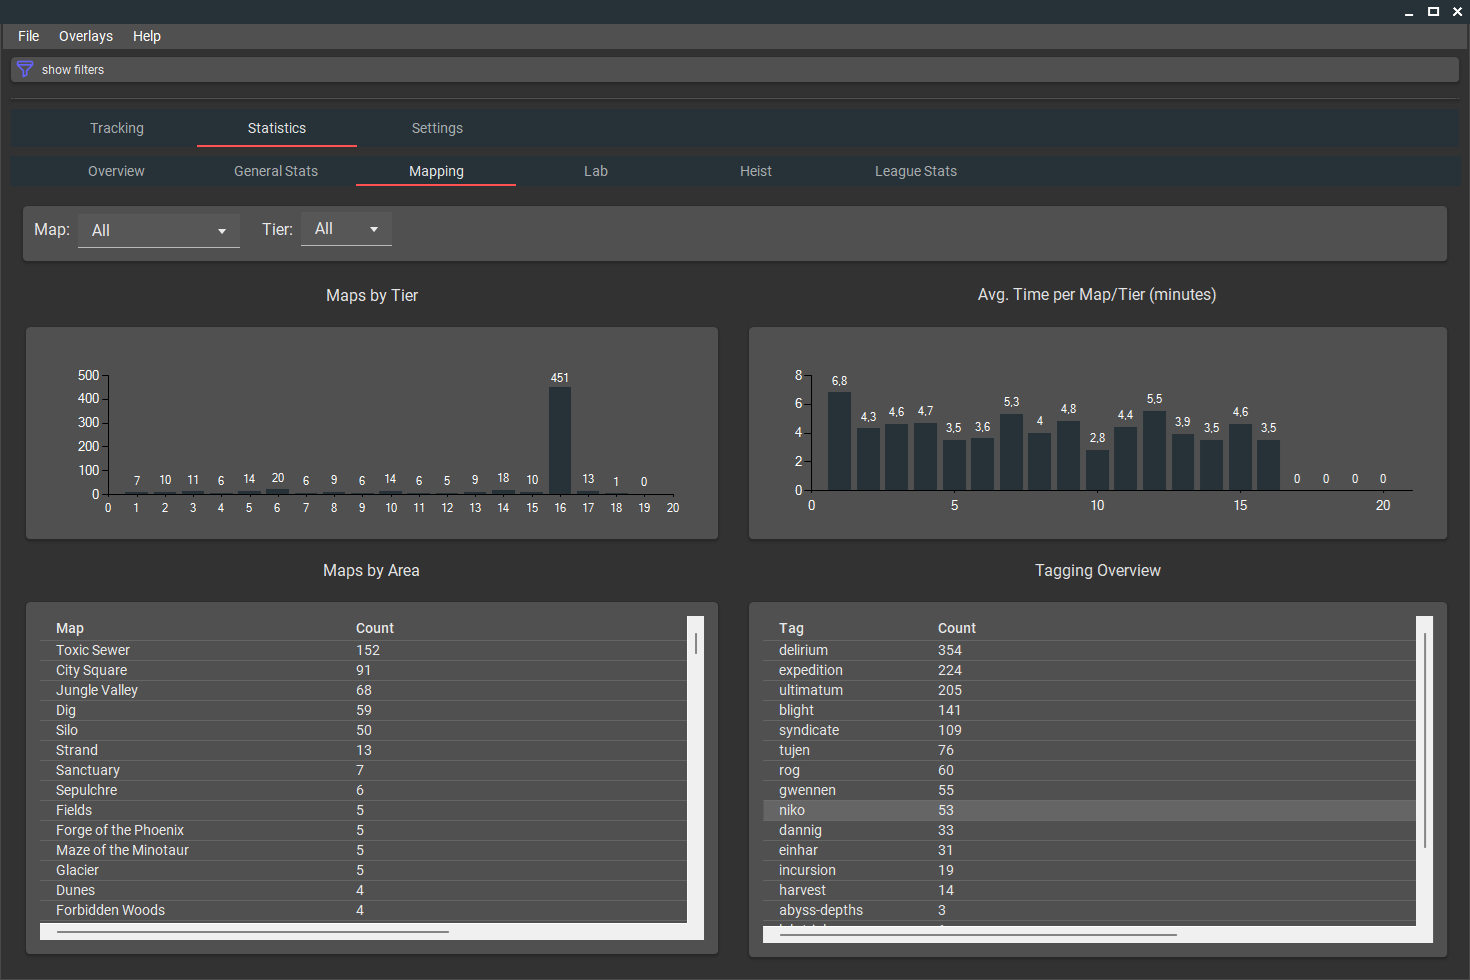 File Overlays Help
show filters
Tracking Statistics Settings
Overview General Stats Mapping Lab Heist League Stats
Map: All Tier: All
Maps by Tier
500
400
300
200
100
0
7 10 11 6 14 20 6 9 6 14 6 5 9 18 10 451 13 1 0
0 1 2 3 4 5 6 7 8 9 10 11 12 13 14 15 16 17 18 19 20
Avg. Time per Map/Tier (minutes)
8
6
4
2
0
6,8 4,3 4,6 4,7 3,5 3,6 5,3 4 4,8 2,8 4,4 5,5 3,9 3,5 4,6 3,5 0 0 0 0
0 5 10 15 20
Maps by Area
Map Count
Toxic Sewer 152
City Square 91
Jungle Valley 68
Dig 59
Silo 50
Strand 13
Sanctuary 7
Sepulchre 6
Fields 5
Forge of the Phoenix 5
Maze of the Minotaur 5
Glacier 5
Dunes 4
Forbidden Woods 4
Tagging Overview
Tag Count
delirium 354
expedition 224
ultimatum 205
blight 141
syndicate 109
tujen 76
rog 60
gwennen 55
niko 53
dannig 33
einhar 31
incursion 19
harvest 14
abyss-depths 3